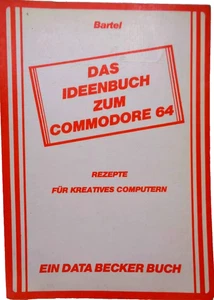 Bartel
DAS
IDEENBUCH
ZUM
COMMODORE 64
REZEPTE
FÜR KREATIVES COMPUTERN
EIN DATA BECKER BUCH